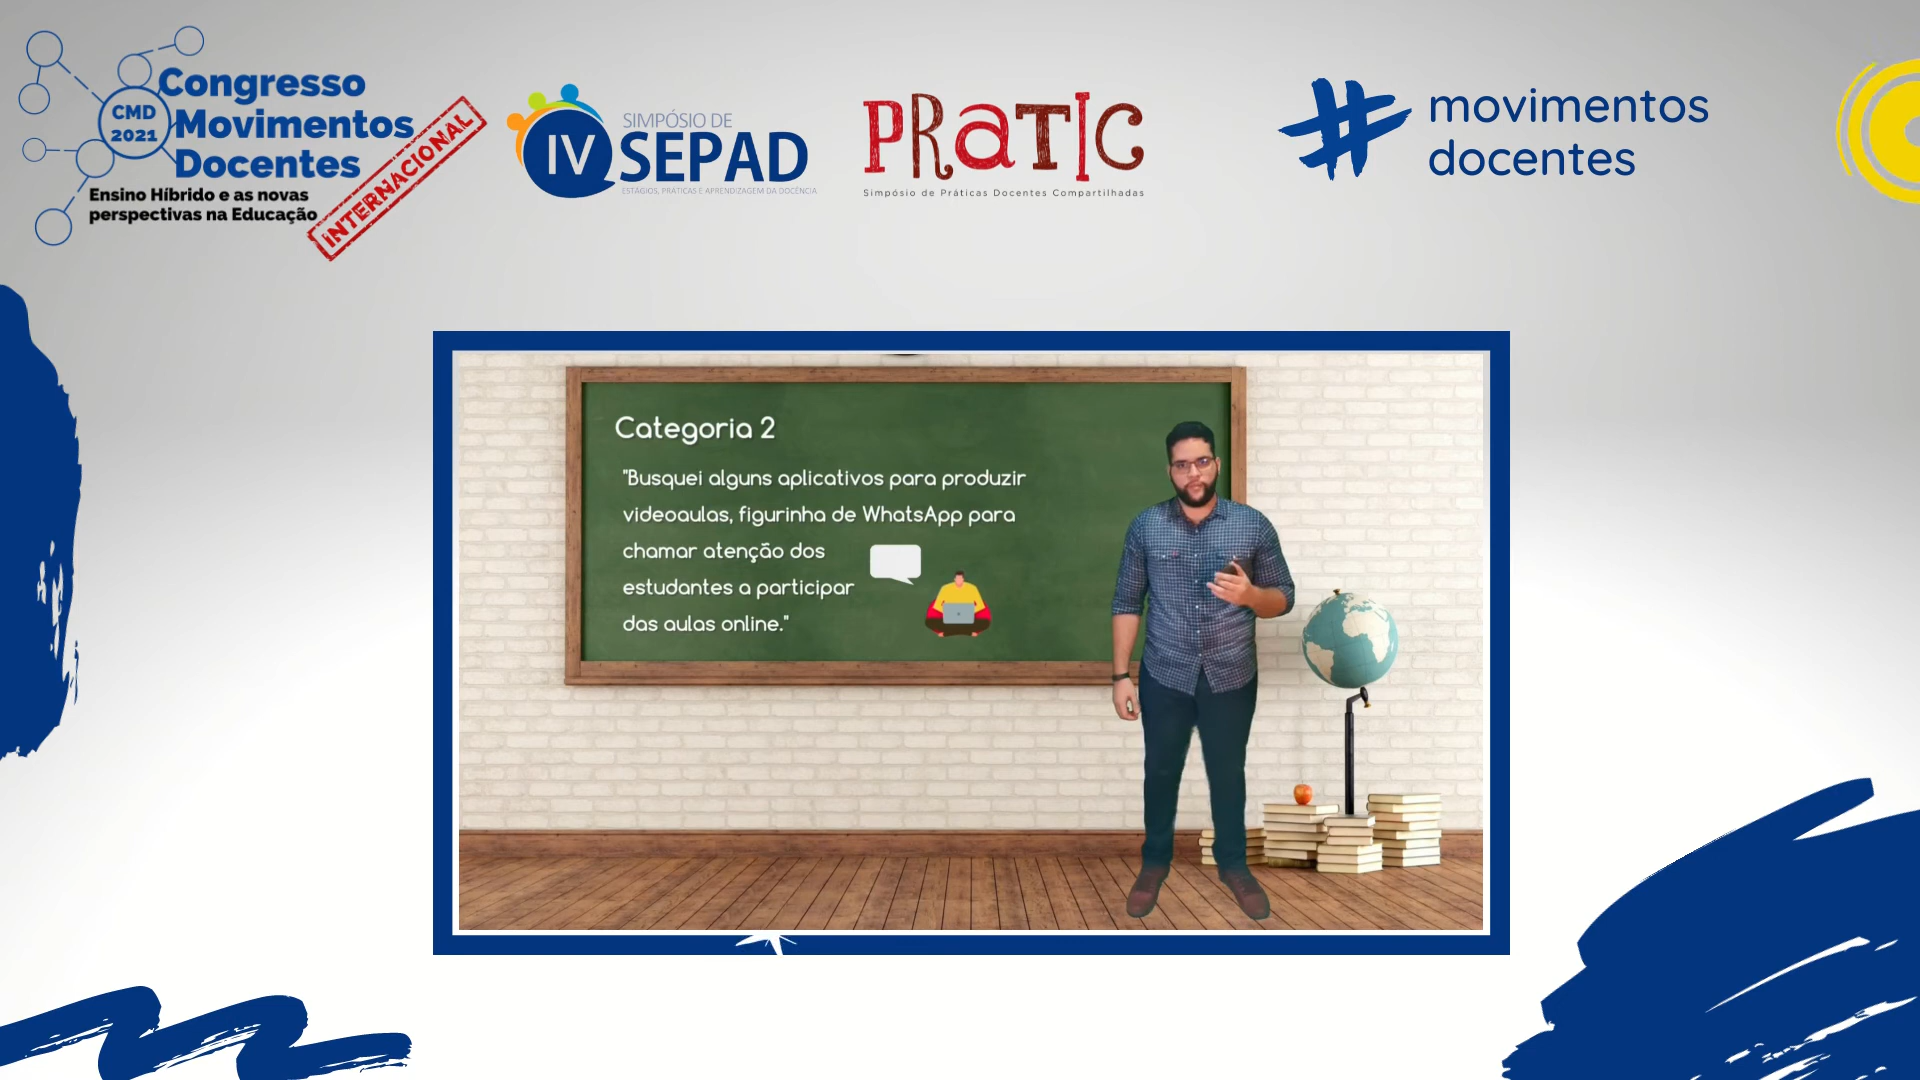 Congresso
CMD
2021
Movimentos
Docentes
Ensino Híbrido e as novas
perspectivas na Educação
INTERNACIONAL
SIMPÓSIO DE
IV SEPAD
ESTÁGIOS, PRÁTICAS E APRENDIZAGEM DA DOCÊNCIA
PRATIC
Simpósio de Práticas Docentes Compartilhadas
# movimentos
docentes
Categoria 2
"Busquei alguns aplicativos para produzir
videoaulas, figurinha de WhatsApp para
chamar atenção dos
estudantes a participar
das aulas online."